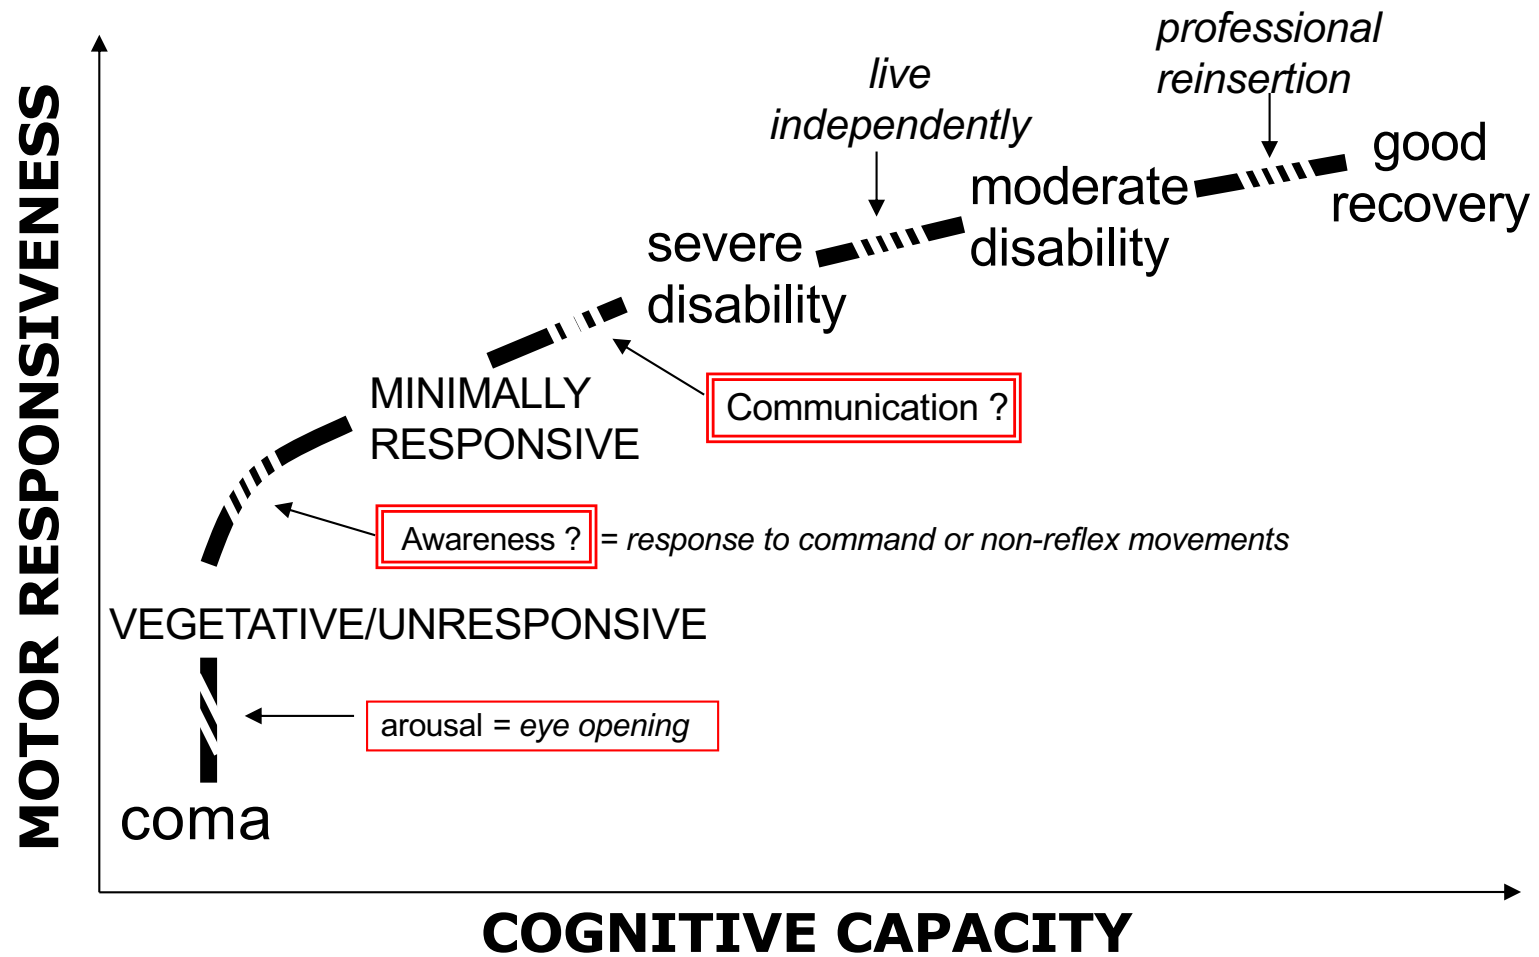 professional
reinsertion
live
independently
good
recovery
moderate
disability
severe
disability
MINIMALLY
RESPONSIVE
Communication ?
Awareness ? = response to command or non-reflex movements
VEGETATIVE/UNRESPONSIVE
arousal = eye opening
coma
MOTOR RESPONSIVENESS
COGNITIVE CAPACITY